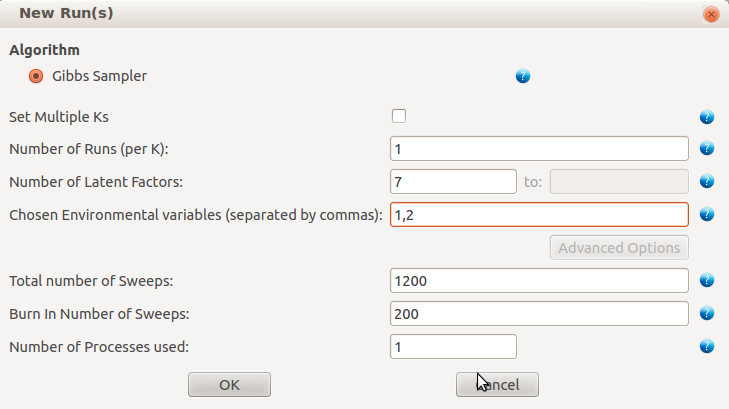 New Run(s)
Algorithm
Gibbs Sampler ?
Set Multiple Ks ?
Number of Runs (per K): 1 ?
Number of Latent Factors: 7 to: ?
Chosen Environmental variables (separated by commas): 1,2 ?
Advanced Options
Total number of Sweeps: 1200 ?
Burn In Number of Sweeps: 200 ?
Number of Processes used: 1 ?
OK Cancel